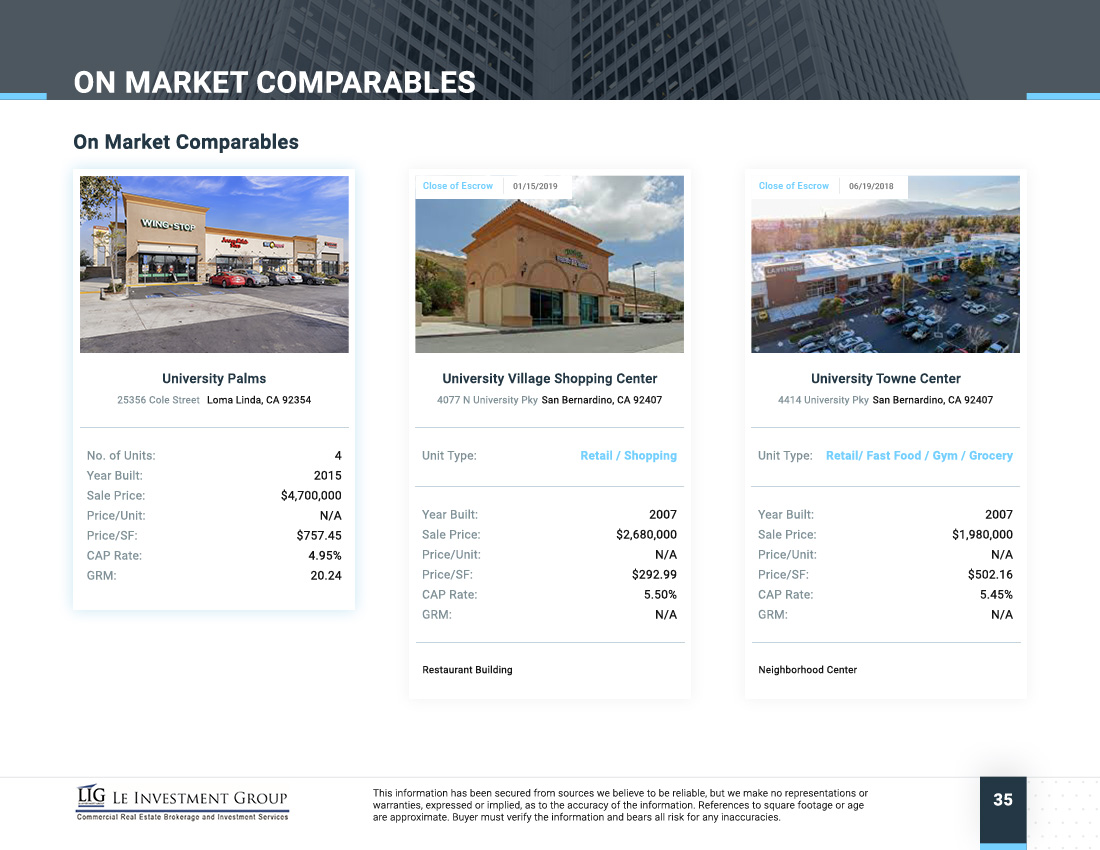 ON MARKET COMPARABLES
On Market Comparables
WING·STOP
University Palms
25356 Cole Street Loma Linda, CA 92354
No. of Units: 4
Year Built: 2015
Sale Price: $4,700,000
Price/Unit: N/A
Price/SF: $757.45
CAP Rate: 4.95%
GRM: 20.24
Close of Escrow 01/15/2019
University Village Shopping Center
4077 N University Pky San Bernardino, CA 92407
Unit Type: Retail / Shopping
Year Built: 2007
Sale Price: $2,680,000
Price/Unit: N/A
Price/SF: $292.99
CAP Rate: 5.50%
GRM: N/A
Restaurant Building
Close of Escrow 06/19/2018
LA FITNESS
University Towne Center
4414 University Pky San Bernardino, CA 92407
Unit Type: Retail/ Fast Food / Gym / Grocery
Year Built: 2007
Sale Price: $1,980,000
Price/Unit: N/A
Price/SF: $502.16
CAP Rate: 5.45%
GRM: N/A
Neighborhood Center
LIG LE INVESTMENT GROUP
Commercial Real Estate Brokerage and Investment Services
This information has been secured from sources we believe to be reliable, but we make no representations or
warranties, expressed or implied, as to the accuracy of the information. References to square footage or age
are approximate. Buyer must verify the information and bears all risk for any inaccuracies.
35